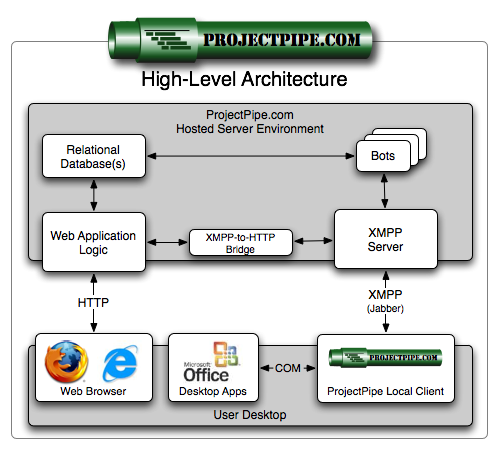 PROJECTPIPE.COM
High-Level Architecture
ProjectPipe.com
Hosted Server Environment
Relational
Database(s)
Bots
Web Application
Logic
XMPP-to-HTTP
Bridge
XMPP
Server
HTTP
XMPP
(Jabber)
Web Browser
Microsoft
Office
Desktop Apps
COM
PROJECTPIPE.COM
ProjectPipe Local Client
User Desktop